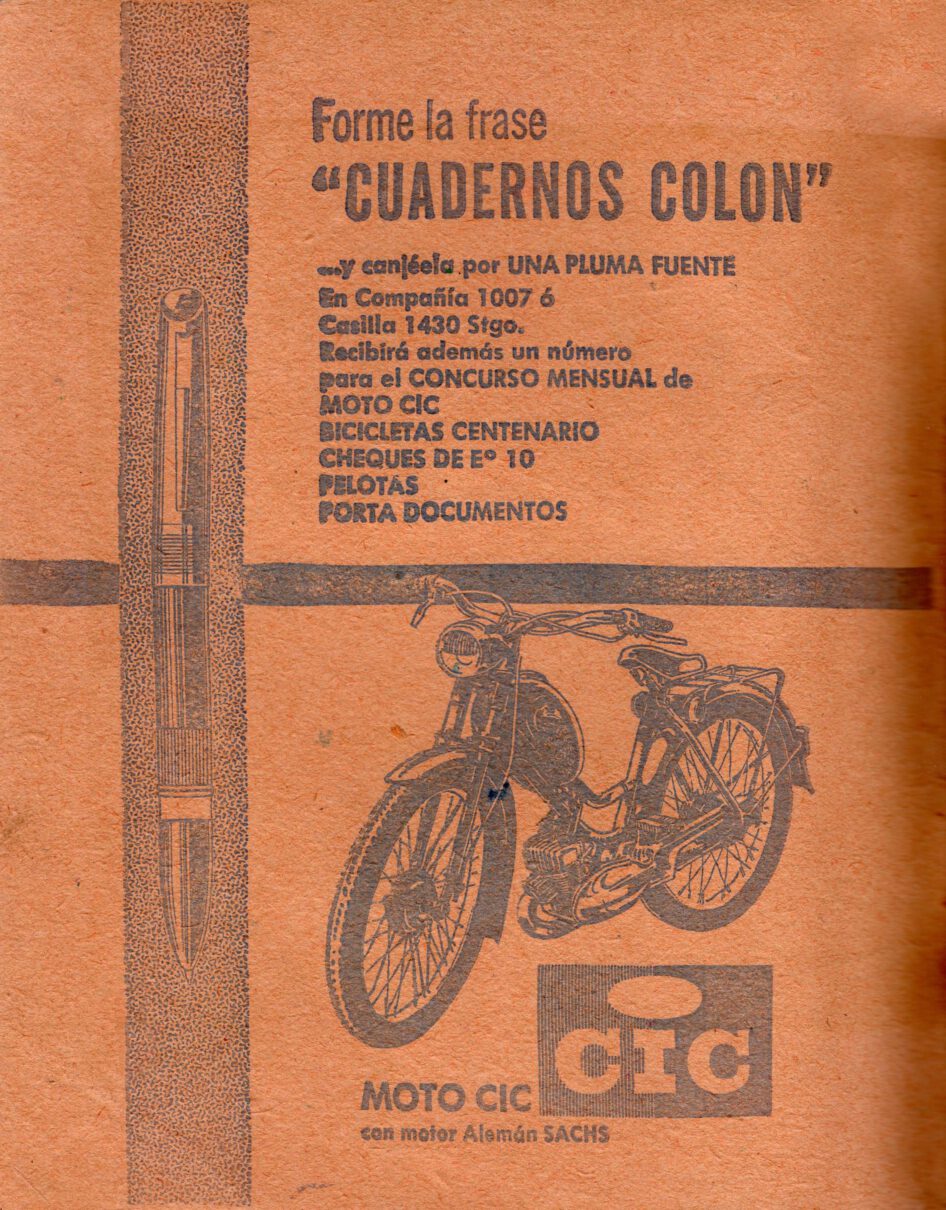 Forme la frase
"CUADERNOS COLON"
...y canjéela por UNA PLUMA FUENTE
En Compañía 1007 ó
Casilla 1430 Stgo.
Recibirá además un número
para el CONCURSO MENSUAL de
MOTO CIC
BICICLETAS CENTENARIO
CHEQUES DE Eº 10
PELOTAS
PORTA DOCUMENTOS
CIC
MOTO CIC
con motor Alemán SACHS